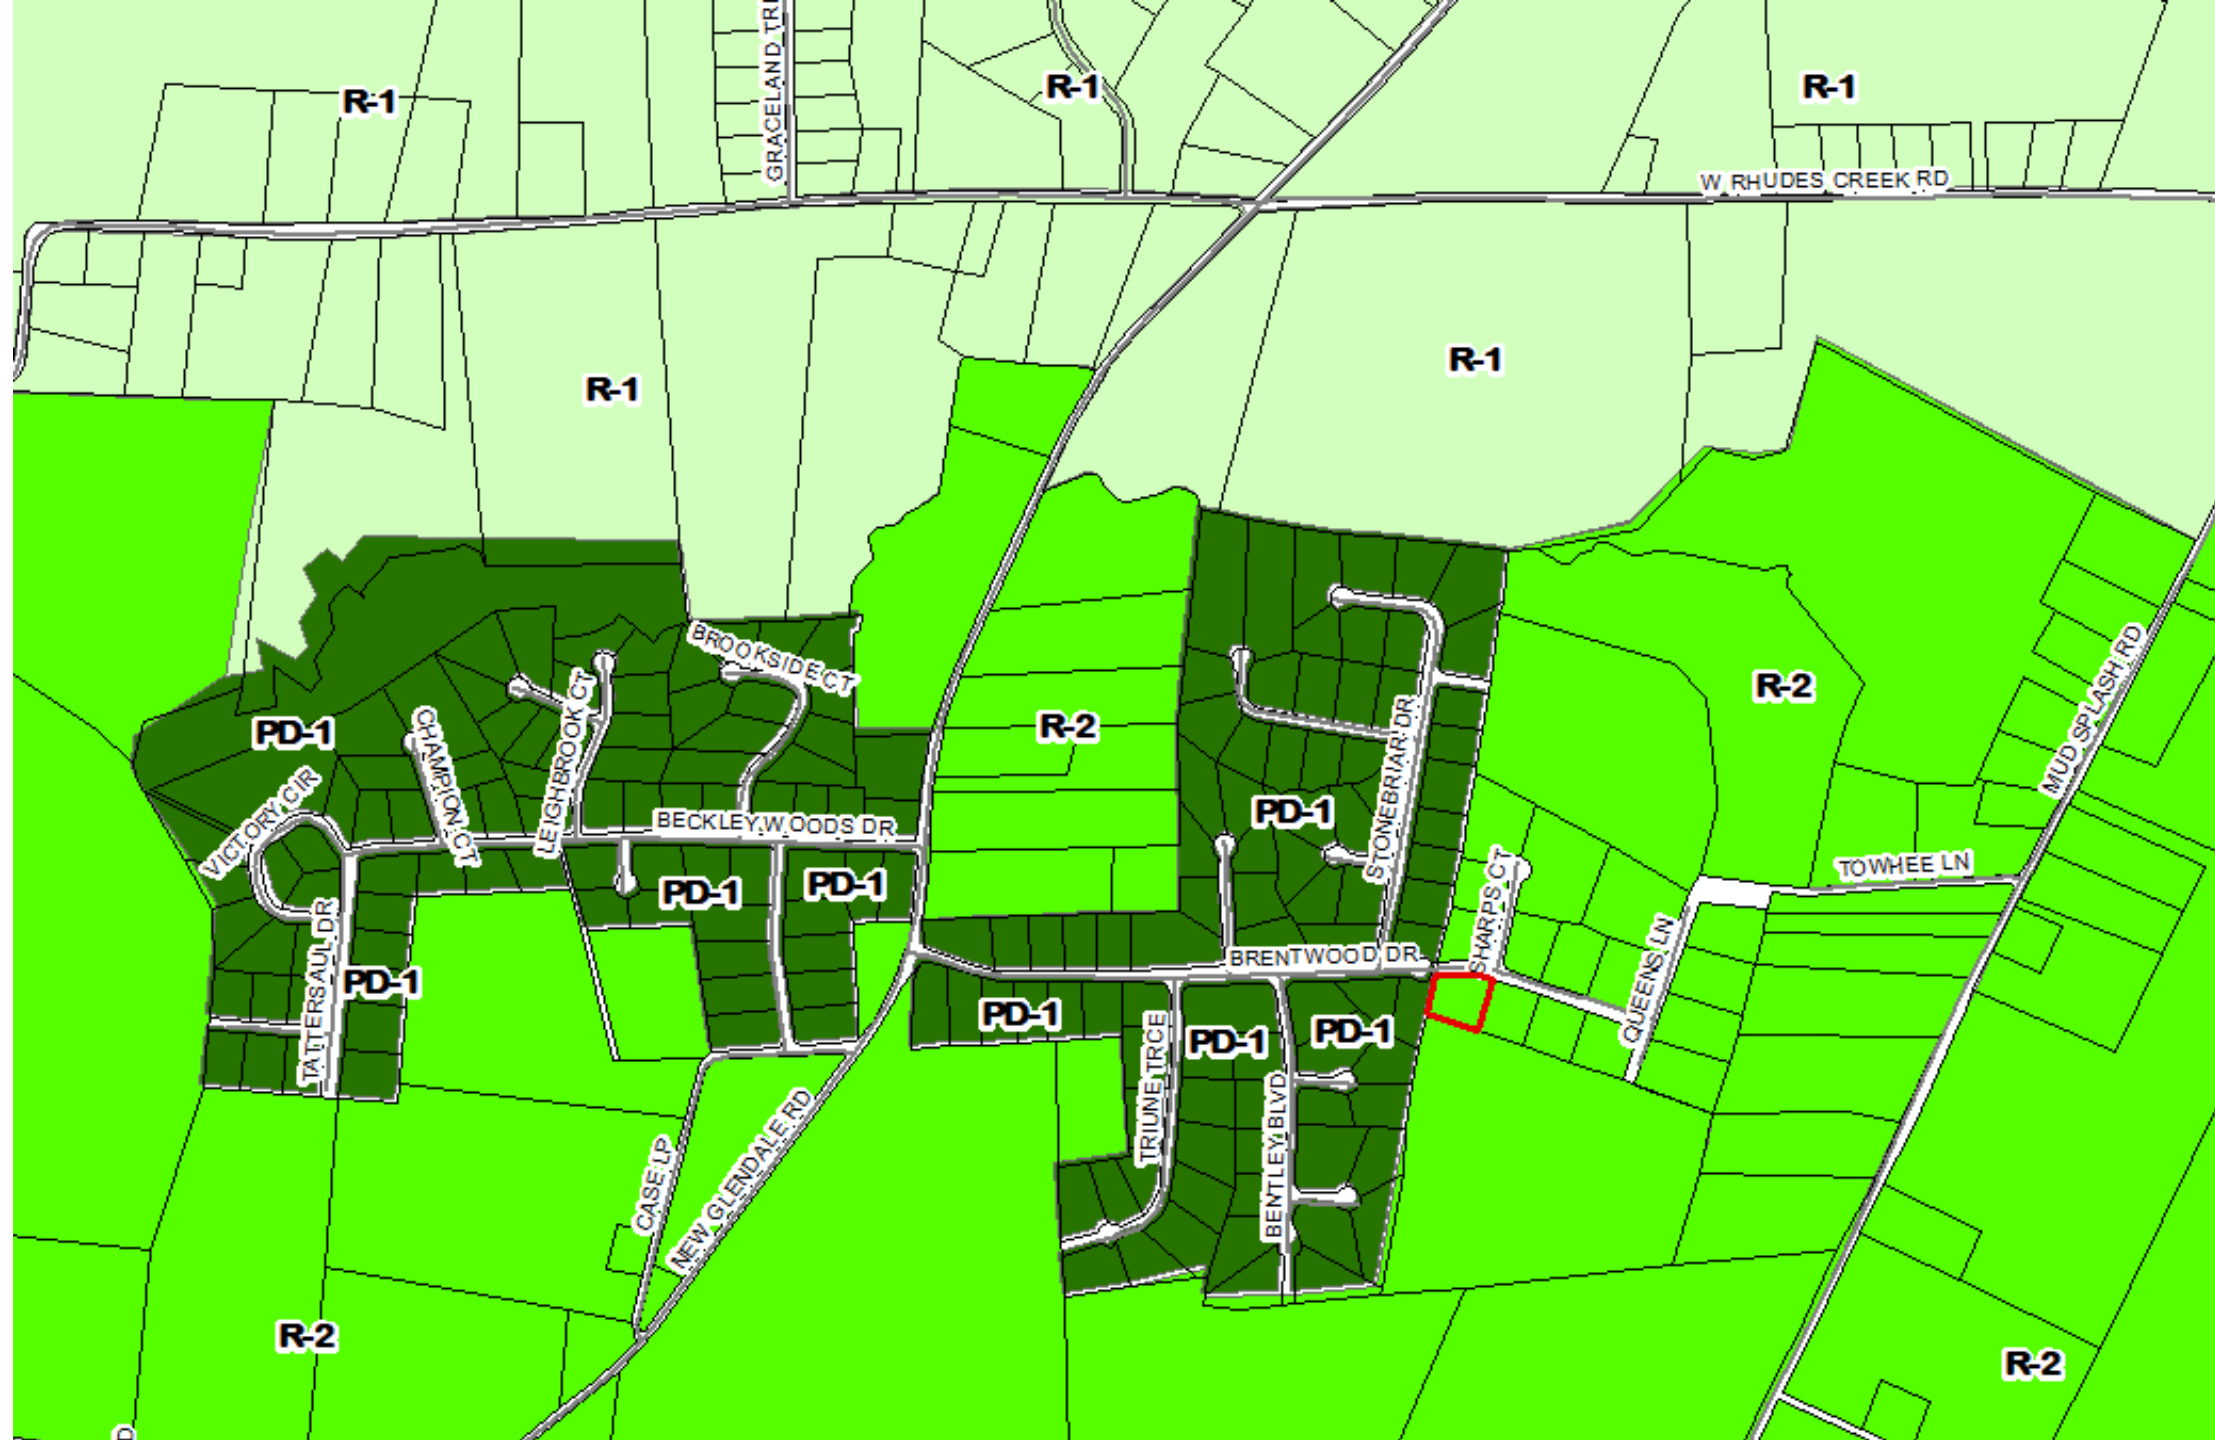 GRACELAND TR
R-1
R-1
R-1
W RHUDES CREEK RD
R-1
R-1
BROOKSIDE CT
R-2
R-2
MUD SPLASH RD
PD-1
CHAMPION CT
LEIGHBROOK CT
STONEBRIAR DR
VICTORY CIR
BECKLEY WOODS DR
PD-1
TOWHEE LN
PD-1
PD-1
SHARPS CT
TATTERSAUL DR
PD-1
BRENTWOOD DR
QUEENS LN
PD-1
PD-1
PD-1
TRIUNE TRCE
BENTLEY BLVD
CASE LP
NEW GLENDALE RD
R-2
R-2
D